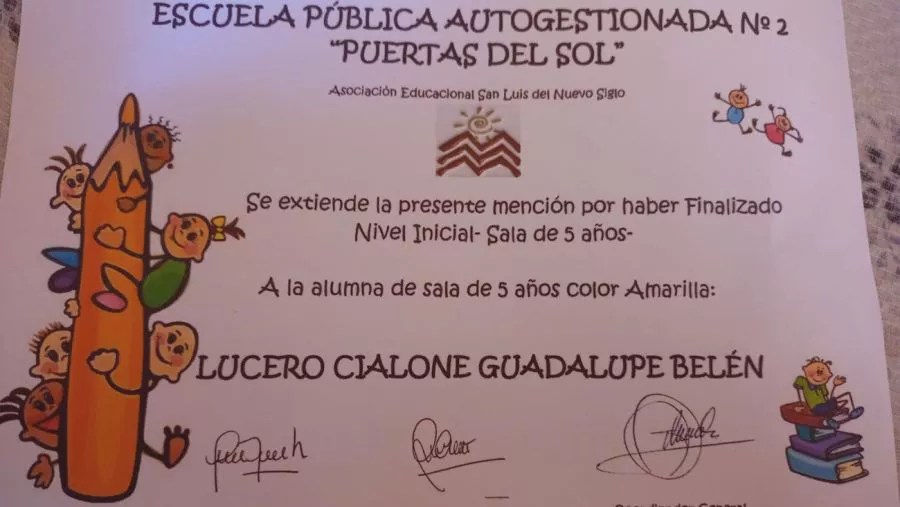 ESCUELA PÚBLICA AUTOGESTIONADA Nº 2
"PUERTAS DEL SOL"
Asociación Educacional San Luis del Nuevo Siglo
Se extiende la presente mención por haber Finalizado
Nivel Inicial- Sala de 5 años-
A la alumna de sala de 5 años color Amarilla:
LUCERO CIALONE GUADALUPE BELÉN